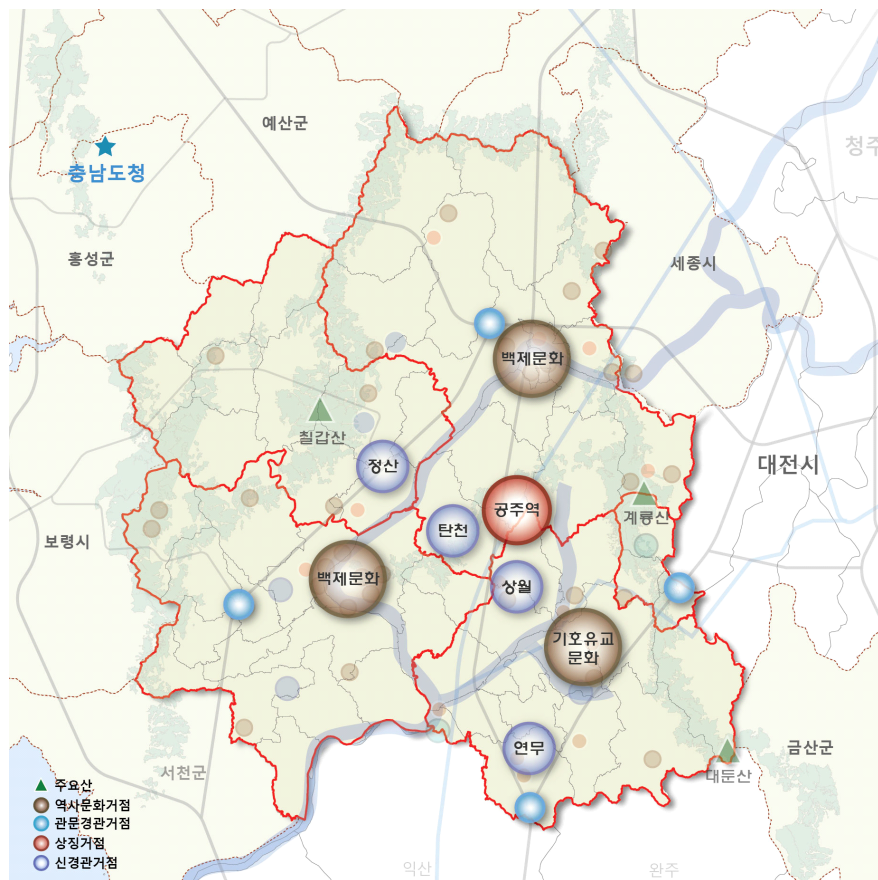 예산군
청주
충남도청
홍성군
세종시
백제문화
칠갑산
정산
대전시
공주역
계룡산
탄천
보령시
백제문화
상월
기호유교
문화
연무
금산군
대둔산
서천군
주요산
역사문화거점
관문경관거점
상징거점
신경관거점
익산
완주